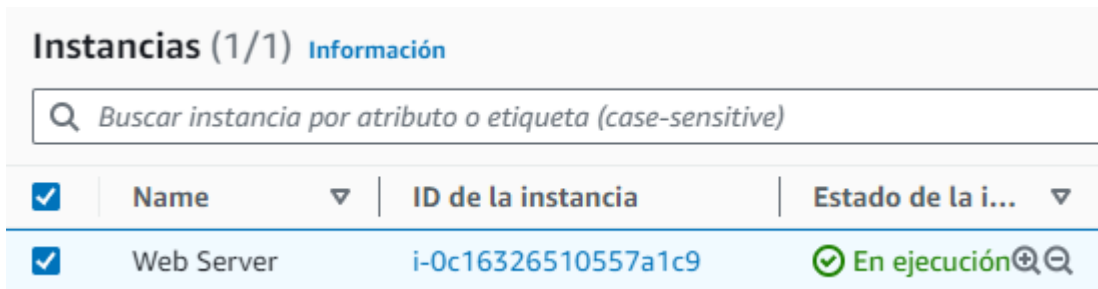 Instancias (1/1) Información
Buscar instancia por atributo o etiqueta (case-sensitive)
Name ID de la instancia Estado de la i...
Web Server i-0c16326510557a1c9 En ejecución